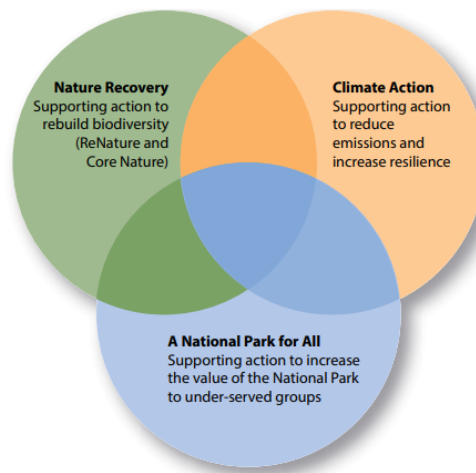 Nature Recovery
Supporting action to
rebuild biodiversity
(ReNature and
Core Nature)
Climate Action
Supporting action
to reduce
emissions and
increase resilience
A National Park for All
Supporting action to increase
the value of the National Park
to under-served groups